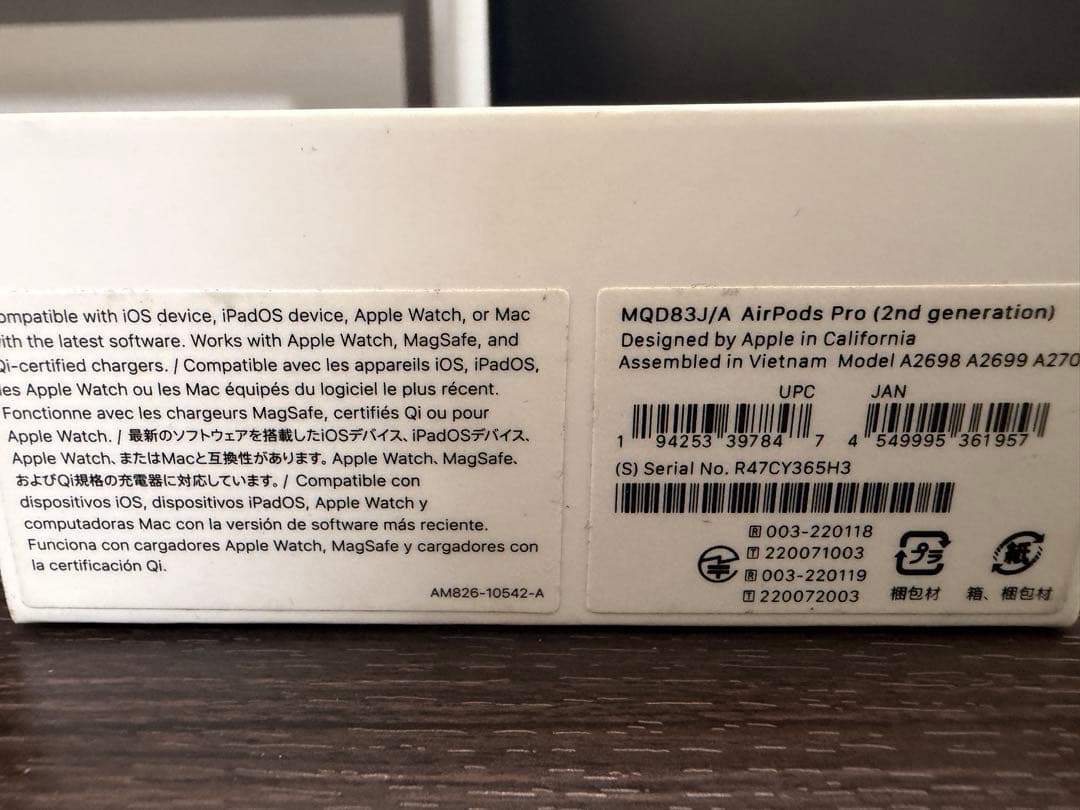 ompatible with iOS device, iPadOS device, Apple Watch, or Mac
ith the latest software. Works with Apple Watch, MagSafe, and
Qi-certified chargers. / Compatible avec les appareils iOS, iPadOS,
les Apple Watch ou les Mac équipés du logiciel le plus récent.
Fonctionne avec les chargeurs MagSafe, certifiés Qi ou pour
Apple Watch. / 最新のソフトウェアを搭載したiOSデバイス、iPadOSデバイス、
Apple Watch、またはMacと互換性があります。Apple Watch、MagSafe、
およびQi規格の充電器に対応しています。/ Compatible con
dispositivos iOS, dispositivos iPadOS, Apple Watch y
computadoras Mac con la versión de software más reciente.
Funciona con cargadores Apple Watch, MagSafe y cargadores con
la certificación Qi.
AM826-10542-A
MQD83J/A AirPods Pro (2nd generation)
Designed by Apple in California
Assembled in Vietnam Model A2698 A2699 A270
UPC JAN
1 94253 39784 7 4 549995 361957
(S) Serial No. R47CY365H3
R 003-220118
T 220071003
R 003-220119
T 220072003
プラ
梱包材
紙
箱、梱包材